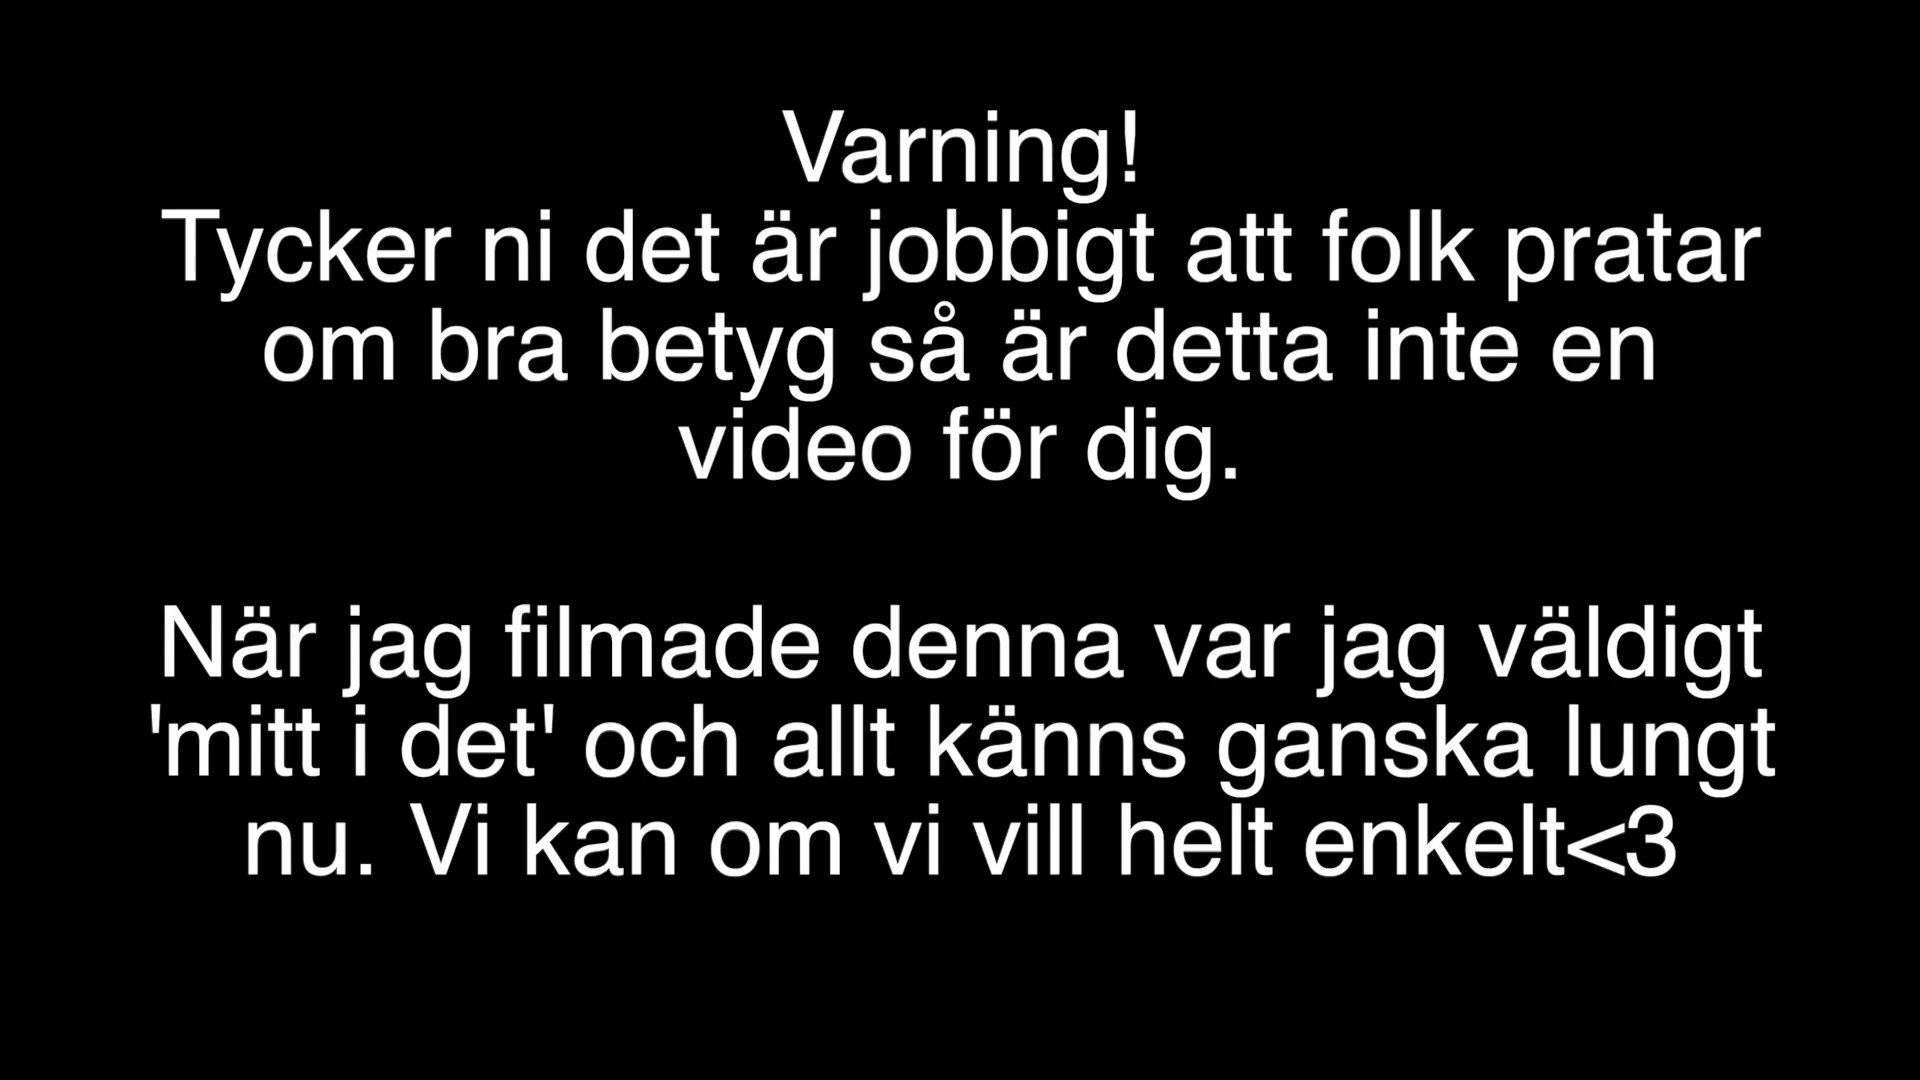 Varning!
Tycker ni det är jobbigt att folk pratar
om bra betyg så är detta inte en
video för dig.
När jag filmade denna var jag väldigt
'mitt i det' och allt känns ganska lungt
nu. Vi kan om vi vill helt enkelt<3